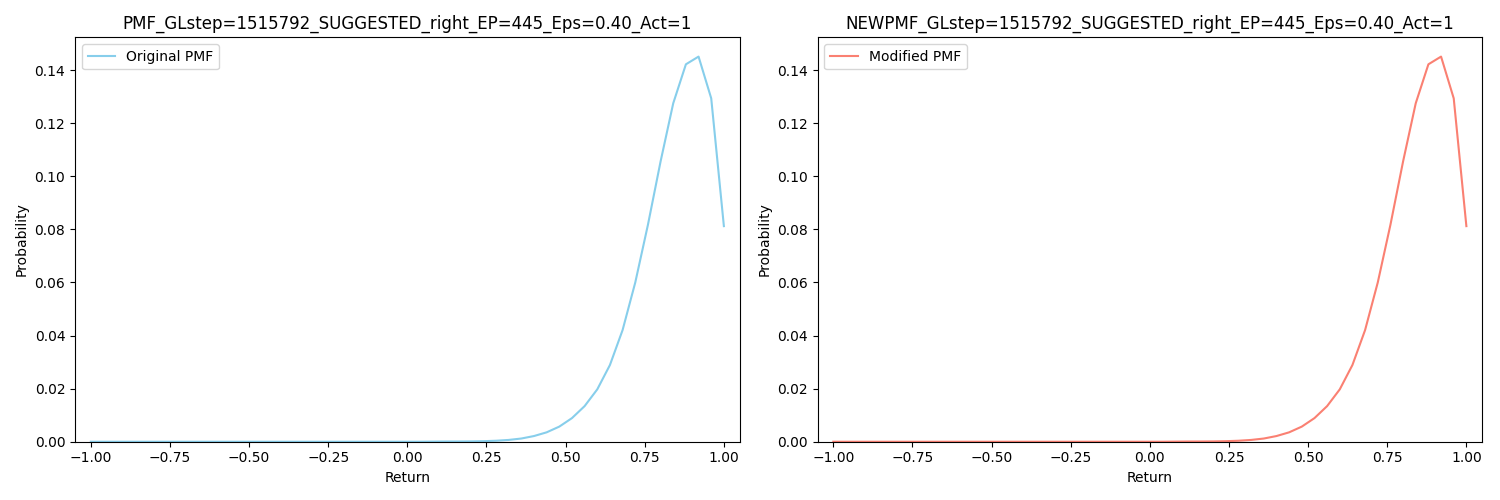 PMF_GLstep=1515792_SUGGESTED_right_EP=445_Eps=0.40_Act=1
Original PMF
0.14
0.12
0.10
0.08
0.06
0.04
0.02
0.00
Probability
−1.00 −0.75 −0.50 −0.25 0.00 0.25 0.50 0.75 1.00
Return
NEWPMF_GLstep=1515792_SUGGESTED_right_EP=445_Eps=0.40_Act=1
Modified PMF
0.14
0.12
0.10
0.08
0.06
0.04
0.02
0.00
Probability
−1.00 −0.75 −0.50 −0.25 0.00 0.25 0.50 0.75 1.00
Return